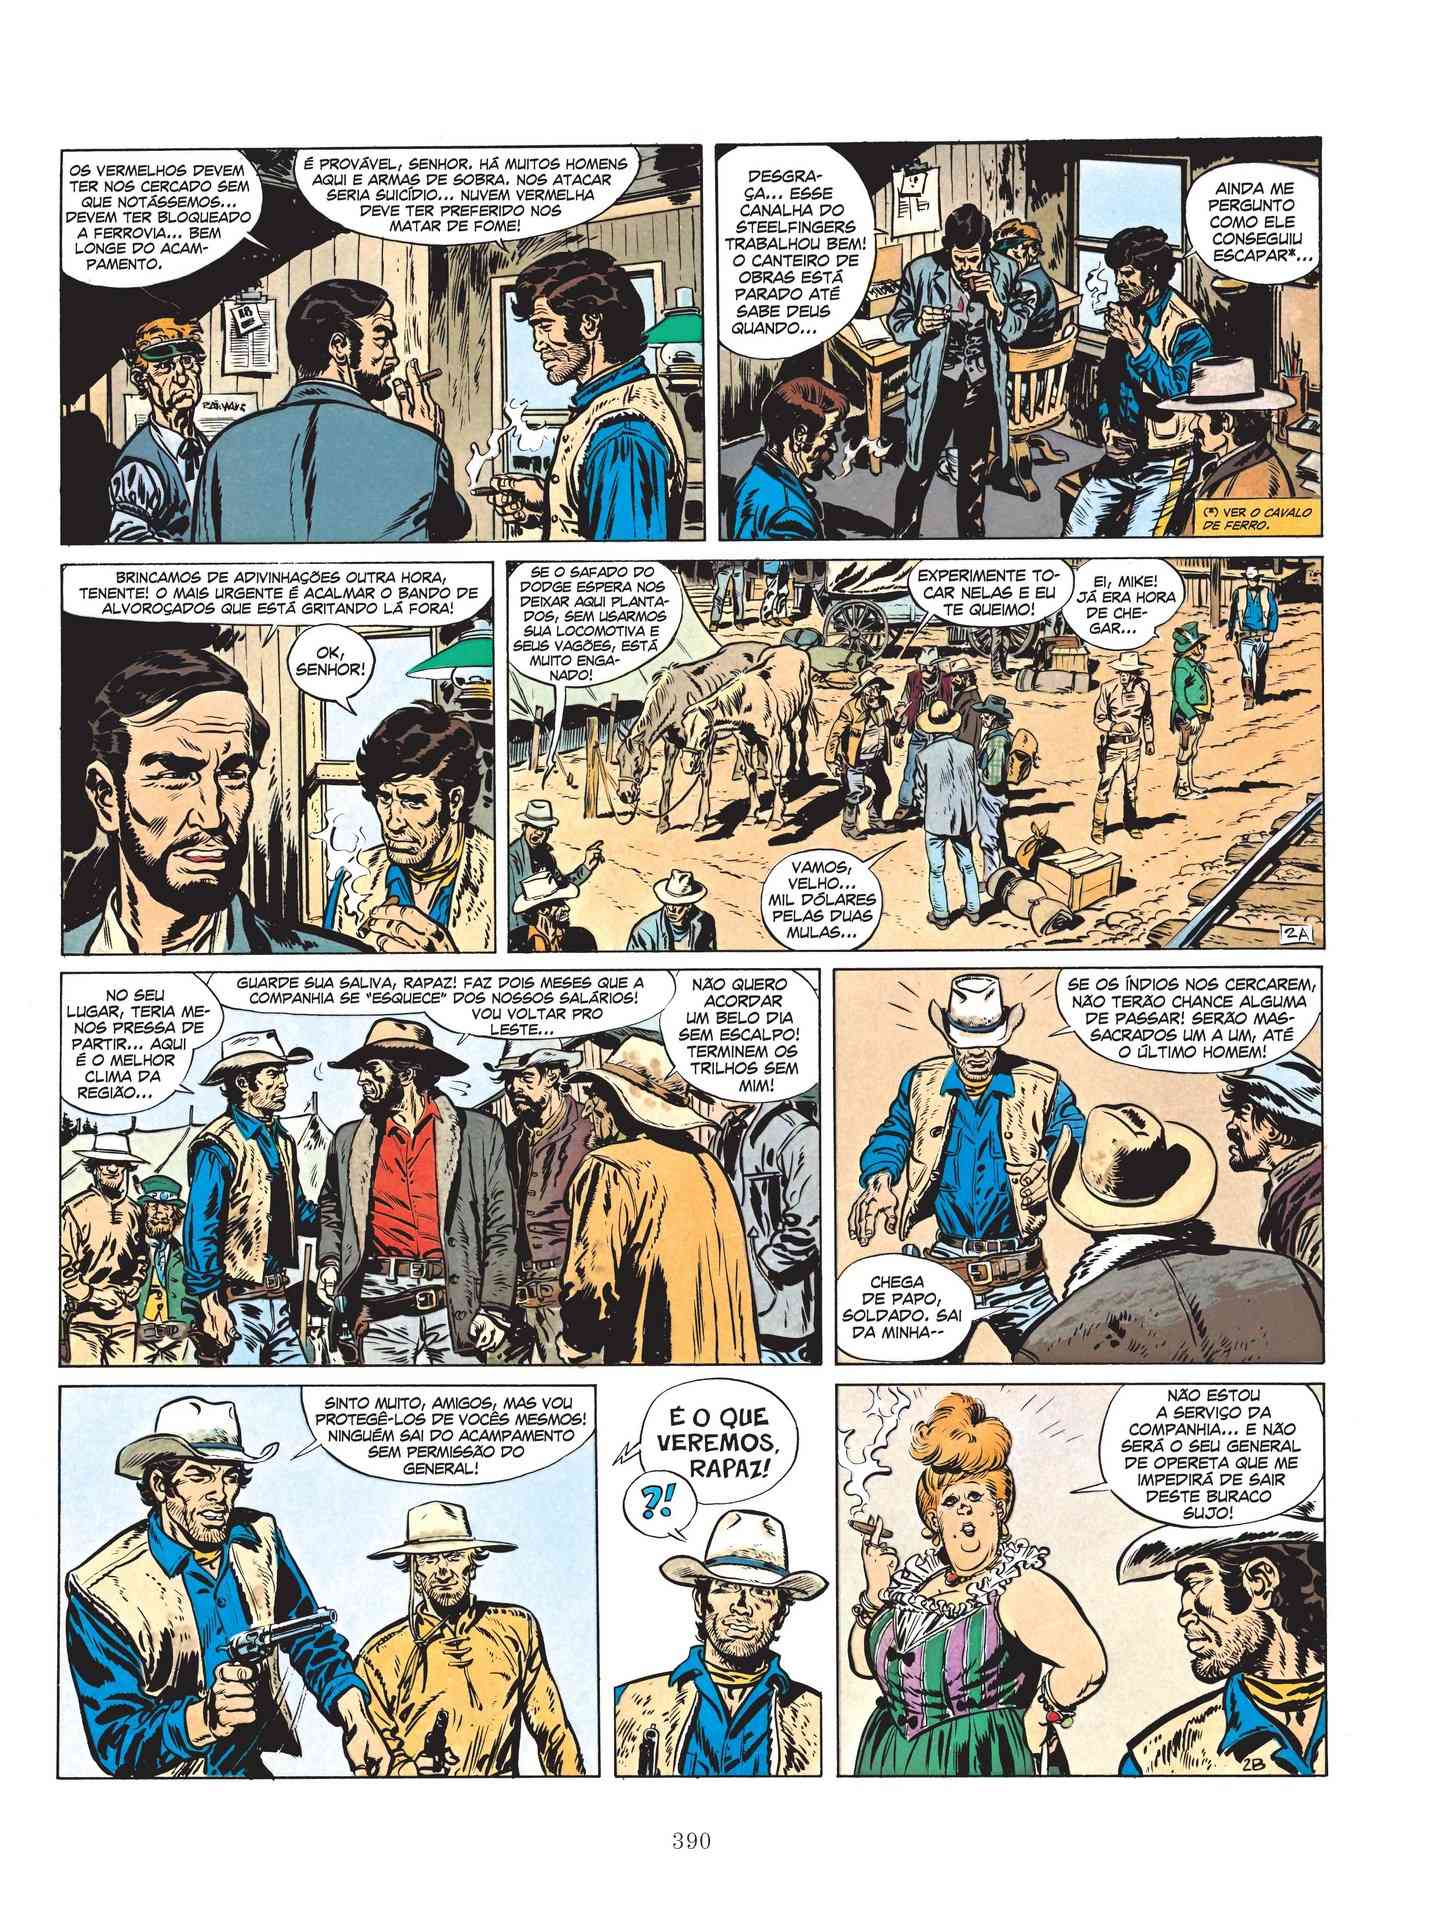 OS VERMELHOS DEVEM
TER NOS CERCADO SEM
QUE NOTÁSSEMOS...
DEVEM TER BLOQUEADO
A FERROVIA... BEM
LONGE DO ACAM-
PAMENTO.
É PROVÁVEL, SENHOR. HÁ MUITOS HOMENS
AQUI E ARMAS DE SOBRA. NOS ATACAR
SERIA SUICÍDIO... NUVEM VERMELHA
DEVE TER PREFERIDO NOS
MATAR DE FOME!
DESGRA-
ÇA... ESSE
CANALHA DO
STEELFINGERS
TRABALHOU BEM!
O CANTEIRO DE
OBRAS ESTÁ
PARADO ATÉ
SABE DEUS
QUANDO...
AINDA ME
PERGUNTO
COMO ELE
CONSEGUIU
ESCAPAR*...
(*) VER O CAVALO
DE FERRO.
BRINCAMOS DE ADIVINHAÇÕES OUTRA HORA,
TENENTE! O MAIS URGENTE É ACALMAR O BANDO DE
ALVOROÇADOS QUE ESTÁ GRITANDO LÁ FORA!
OK,
SENHOR!
SE O SAFADO DO
DODGE ESPERA NOS
DEIXAR AQUI PLANTA-
DOS, SEM USARMOS
SUA LOCOMOTIVA E
SEUS VAGÕES, ESTÁ
MUITO ENGA-
NADO!
EXPERIMENTE TO-
CAR NELAS E EU
TE QUEIMO!
EI, MIKE!
JÁ ERA HORA
DE CHE-
GAR...
VAMOS,
VELHO...
MIL DÓLARES
PELAS DUAS
MULAS...
2A
NO SEU
LUGAR, TERIA ME-
NOS PRESSA DE
PARTIR... AQUI
É O MELHOR
CLIMA DA
REGIÃO...
GUARDE SUA SALIVA, RAPAZ! FAZ DOIS MESES QUE A
COMPANHIA SE "ESQUECE" DOS NOSSOS SALÁRIOS!
VOU VOLTAR PRO
LESTE...
NÃO QUERO
ACORDAR
UM BELO DIA
SEM ESCALPO!
TERMINEM OS
TRILHOS SEM
MIM!
SE OS ÍNDIOS NOS CERCAREM,
NÃO TERÃO CHANCE ALGUMA
DE PASSAR! SERÃO MAS-
SACRADOS UM A UM, ATÉ
O ÚLTIMO HOMEM!
CHEGA
DE PAPO,
SOLDADO. SAI
DA MINHA--
SINTO MUITO, AMIGOS, MAS VOU
PROTEGÊ-LOS DE VOCÊS MESMOS!
NINGUÉM SAI DO ACAMPAMENTO
SEM PERMISSÃO DO
GENERAL!
É O QUE
VEREMOS,
RAPAZ!
?!
NÃO ESTOU
A SERVIÇO DA
COMPANHIA... E NÃO
SERÁ O SEU GENERAL
DE OPERETA QUE ME
IMPEDIRÁ DE SAIR
DESTE BURACO
SUJO!
2B
390